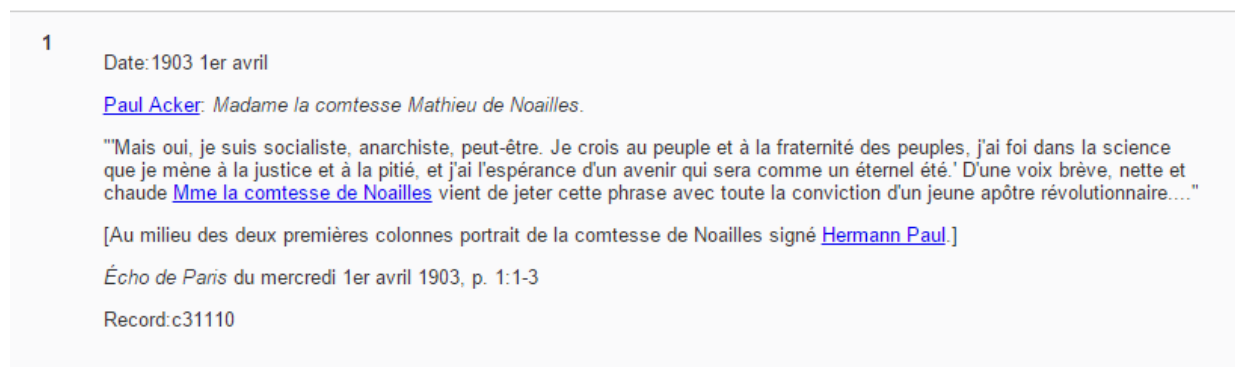 1
Date:1903 1er avril
Paul Acker: Madame la comtesse Mathieu de Noailles.
"'Mais oui, je suis socialiste, anarchiste, peut-être. Je crois au peuple et à la fraternité des peuples, j'ai foi dans la science
que je mène à la justice et à la pitié, et j'ai l'espérance d'un avenir qui sera comme un éternel été.' D'une voix brève, nette et
chaude Mme la comtesse de Noailles vient de jeter cette phrase avec toute la conviction d'un jeune apôtre révolutionnaire...."
[Au milieu des deux premières colonnes portrait de la comtesse de Noailles signé Hermann Paul.]
Écho de Paris du mercredi 1er avril 1903, p. 1:1-3
Record:c31110